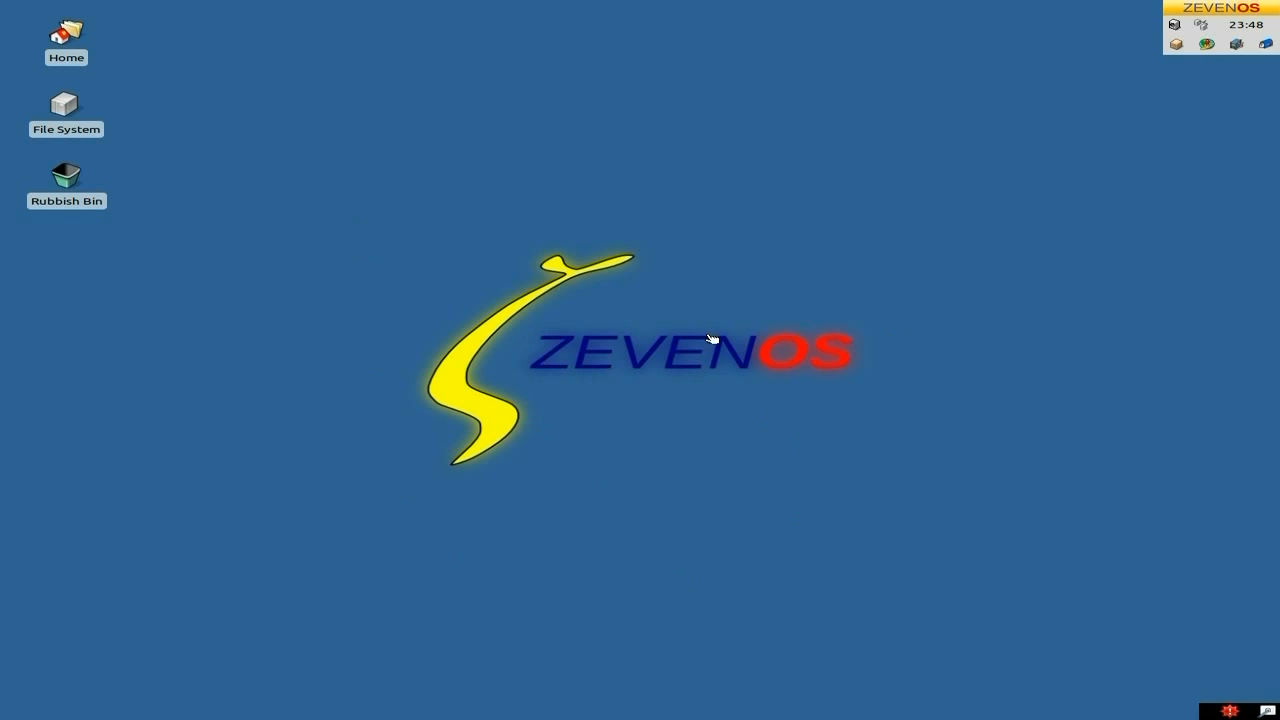 ZEVENOS
23:48
Home
File System
Rubbish Bin
ZEVENOS